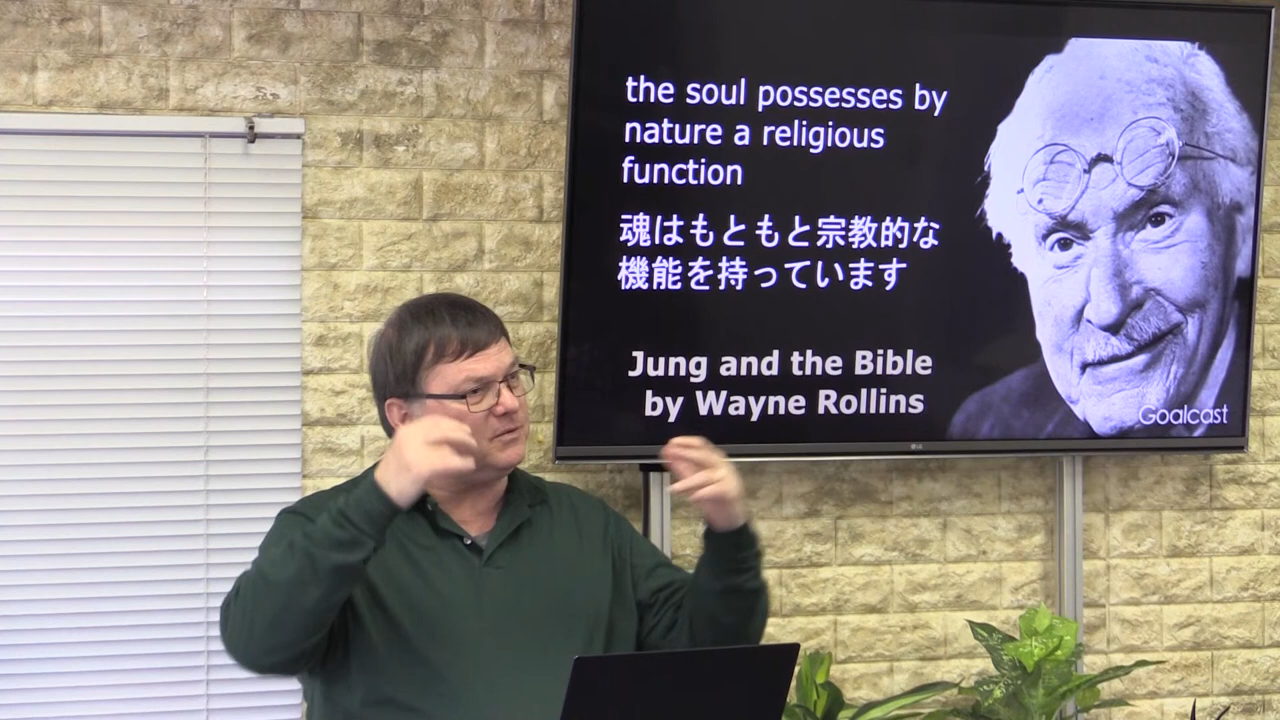 the soul possesses by
nature a religious
function
魂はもともと宗教的な
機能を持っています
Jung and the Bible
by Wayne Rollins
Goalcast
LG